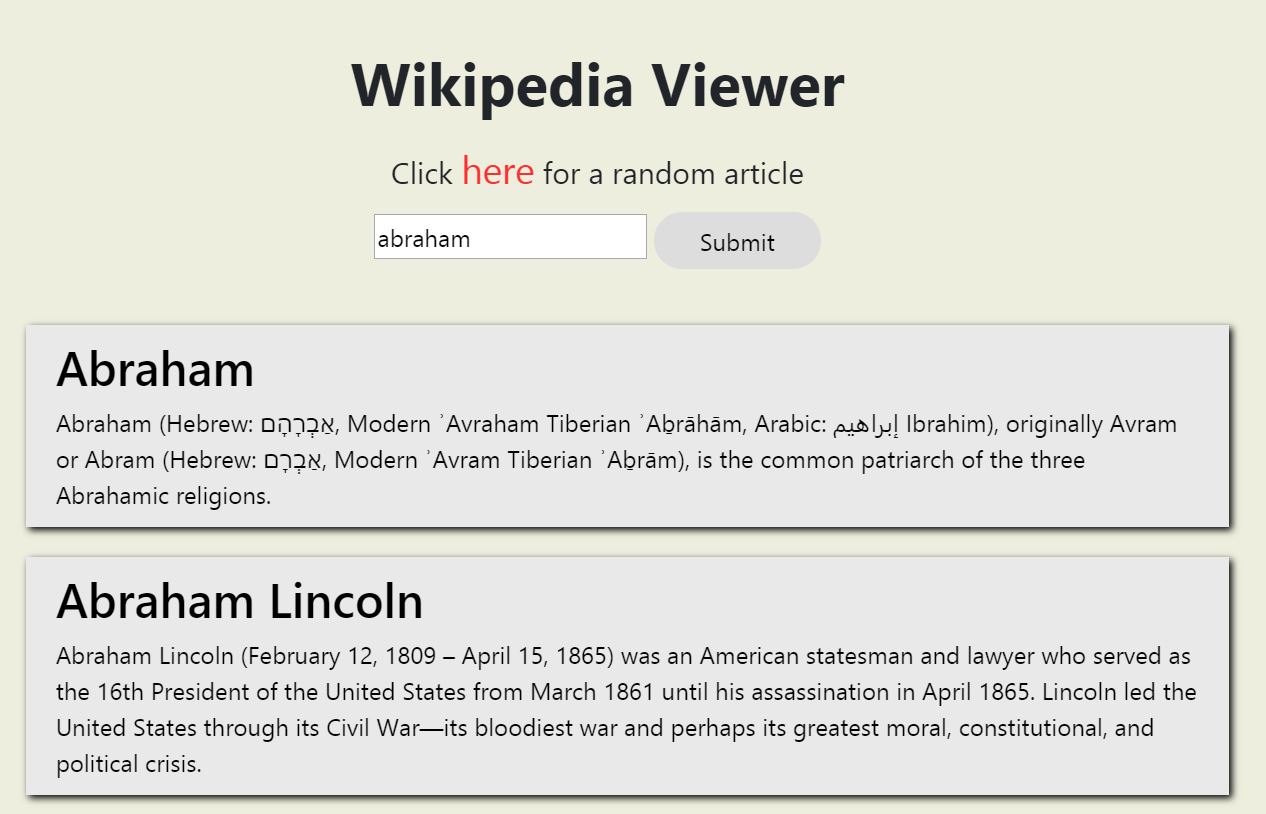 Wikipedia Viewer
Click here for a random article
abraham
Submit
Abraham
Abraham (Hebrew: אַבְרָהָם, Modern ʾAvraham Tiberian ʾAḇrāhām, Arabic: إبراهيم Ibrahim), originally Avram
or Abram (Hebrew: אַבְרָם, Modern ʾAvram Tiberian ʾAḇrām), is the common patriarch of the three
Abrahamic religions.
Abraham Lincoln
Abraham Lincoln (February 12, 1809 – April 15, 1865) was an American statesman and lawyer who served as
the 16th President of the United States from March 1861 until his assassination in April 1865. Lincoln led the
United States through its Civil War—its bloodiest war and perhaps its greatest moral, constitutional, and
political crisis.